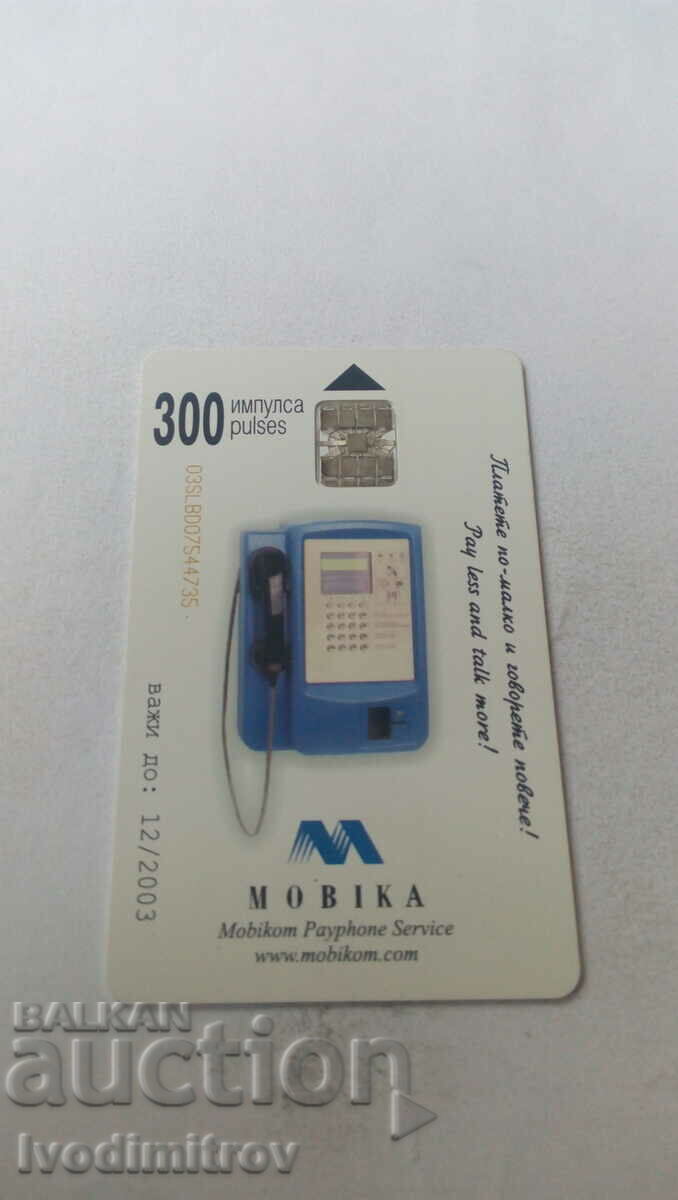 300 импулса
pulses
03SLBD07544735
Платете по-малко и говорете повече!
Pay less and talk more!
важи до: 12/2003
MOBIKA
Mobikom Payphone Service
www.mobikom.com
BALKAN
auction
Ivodimitrov